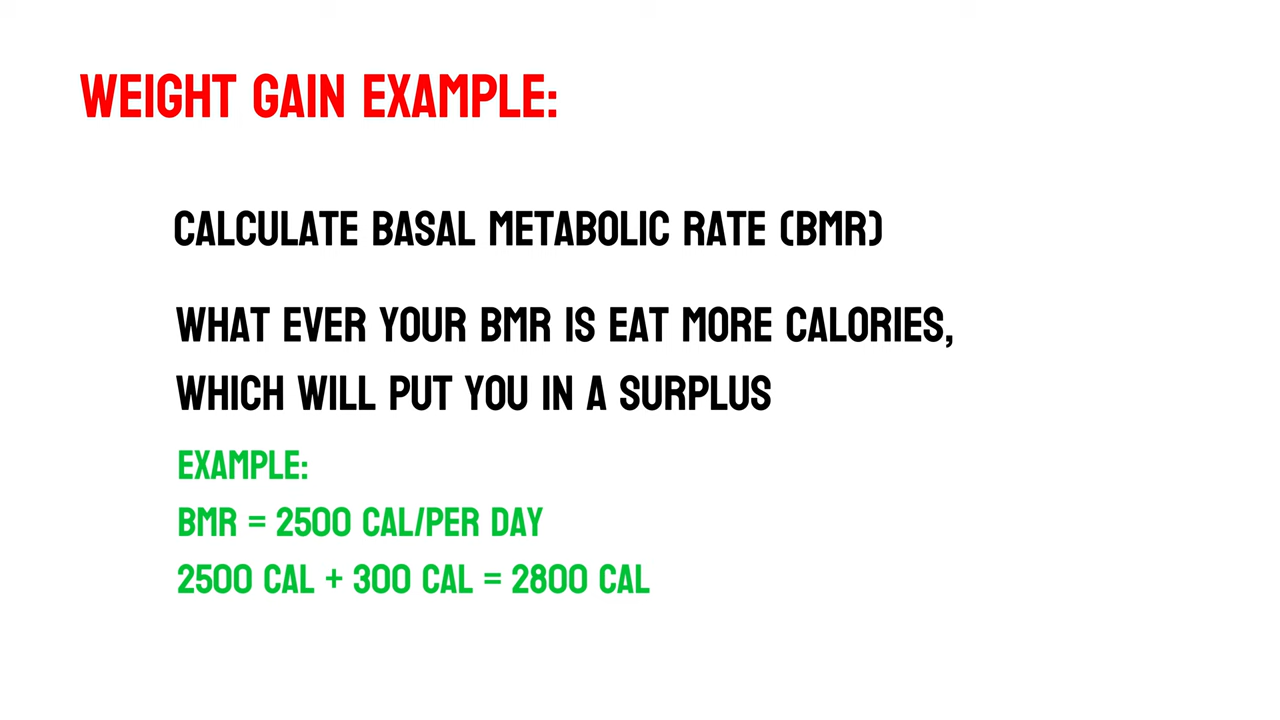 WEIGHT GAIN EXAMPLE:
CALCULATE BASAL METABOLIC RATE (BMR)
WHAT EVER YOUR BMR IS EAT MORE CALORIES,
WHICH WILL PUT YOU IN A SURPLUS
EXAMPLE:
BMR = 2500 CAL/PER DAY
2500 CAL + 300 CAL = 2800 CAL